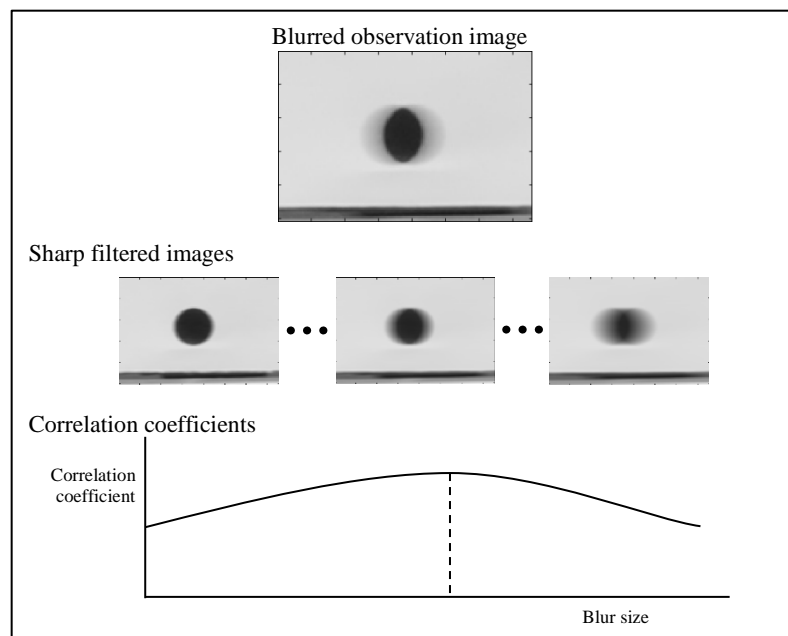 Blurred observation image
Sharp filtered images
Correlation coefficients
Correlation
coefficient
Blur size